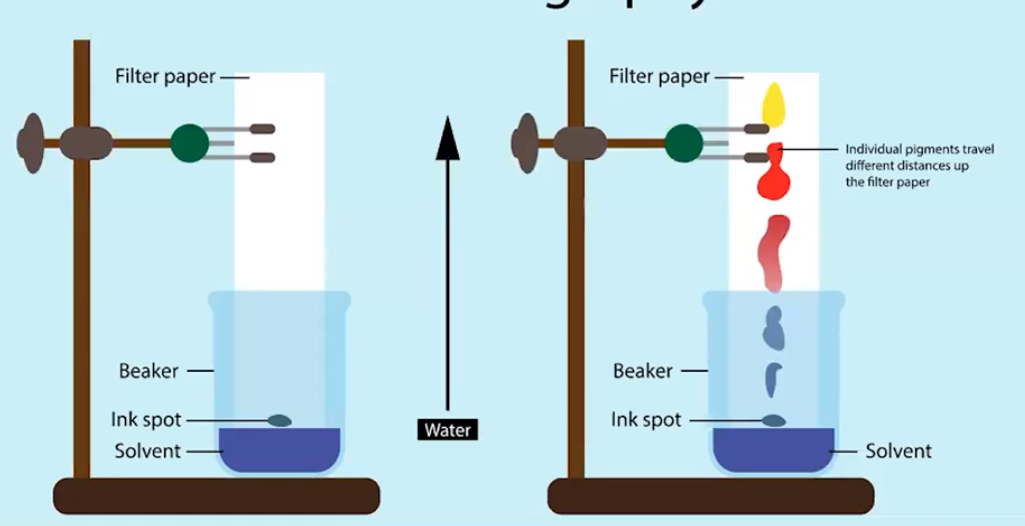 Filter paper
Beaker
Ink spot
Solvent
Water
Filter paper
Individual pigments travel
different distances up
the filter paper
Beaker
Ink spot
Solvent